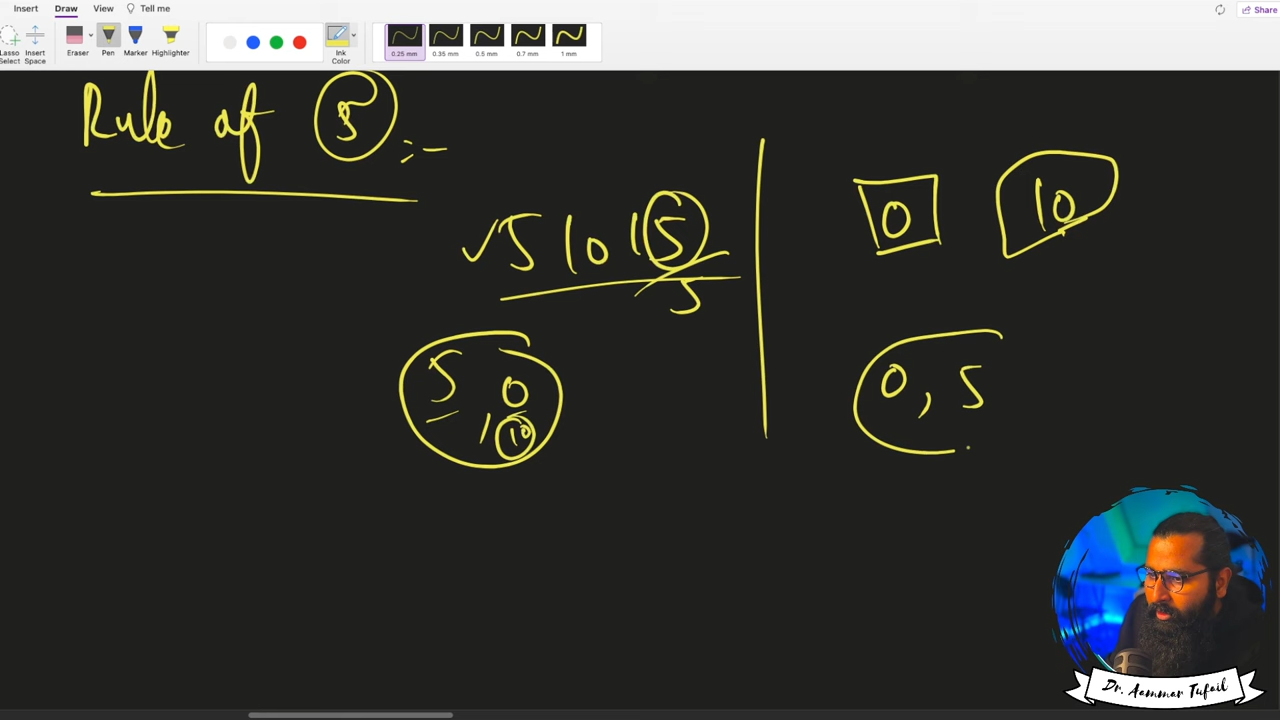 Insert Draw View Tell me
Share
Lasso Select
Insert Space
Eraser
Pen
Marker
Highlighter
Ink Color
0.25 mm
0.35 mm
0.5 mm
0.7 mm
1 mm
Rule of 5 :-
√5 10 15
5
0
10
5 0
1 10
0, 5
Dr. Aammar Tufail